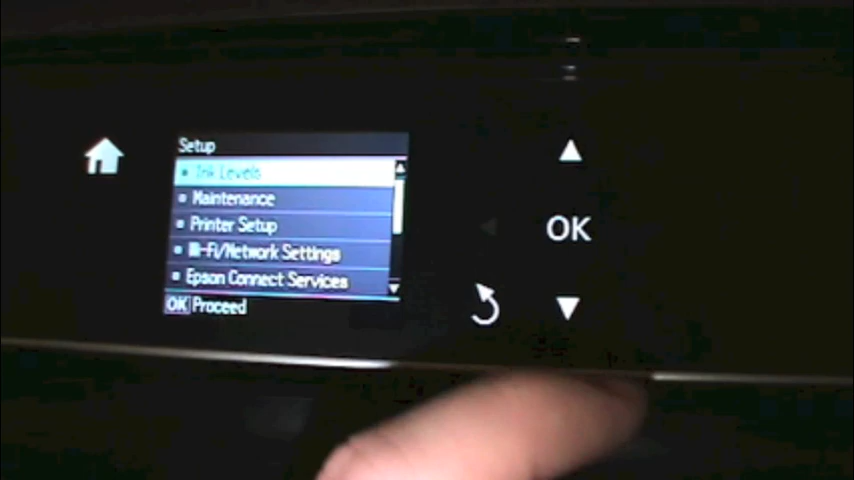 Setup
Ink Levels
Maintenance
Printer Setup
Wi-Fi/Network Settings
Epson Connect Services
OK Proceed
OK